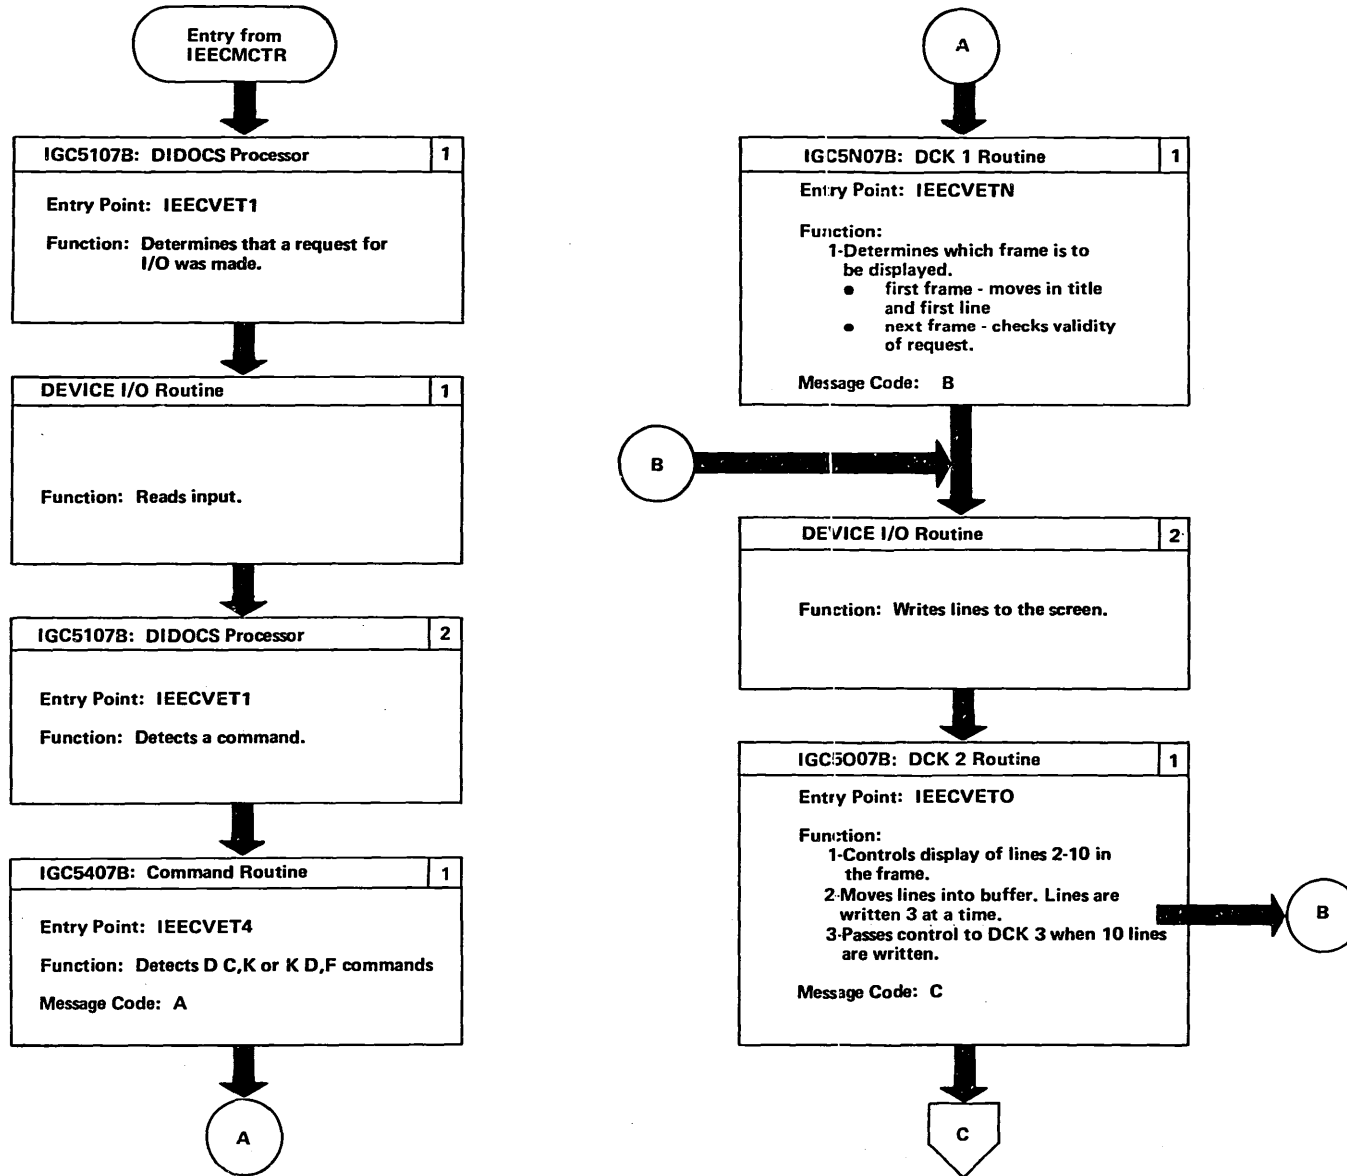 Entry from
IEECMCTR
IGC5107B: DIDOCS Processor 1
Entry Point: IEECVET1
Function: Determines that a request for
I/O was made.
DEVICE I/O Routine 1
Function: Reads input.
IGC5107B: DIDOCS Processor 2
Entry Point: IEECVET1
Function: Detects a command.
IGC5407B: Command Routine 1
Entry Point: IEECVET4
Function: Detects D C,K or K D,F commands
Message Code: A
A
A
IGC5N07B: DCK 1 Routine 1
Entry Point: IEECVETN
Function:
1-Determines which frame is to
be displayed.
● first frame - moves in title
and first line
● next frame - checks validity
of request.
Message Code: B
B
DEVICE I/O Routine 2
Function: Writes lines to the screen.
IGC5O07B: DCK 2 Routine 1
Entry Point: IEECVETO
Function:
1-Controls display of lines 2-10 in
the frame.
2-Moves lines into buffer. Lines are
written 3 at a time.
3-Passes control to DCK 3 when 10 lines
are written.
Message Code: C
B
C